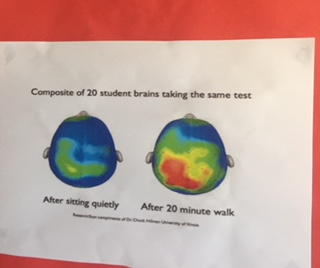 Composite of 20 student brains taking the same test
After sitting quietly
After 20 minute walk
Research/Scan compliments of Dr. Chuck Hillman University of Illinois